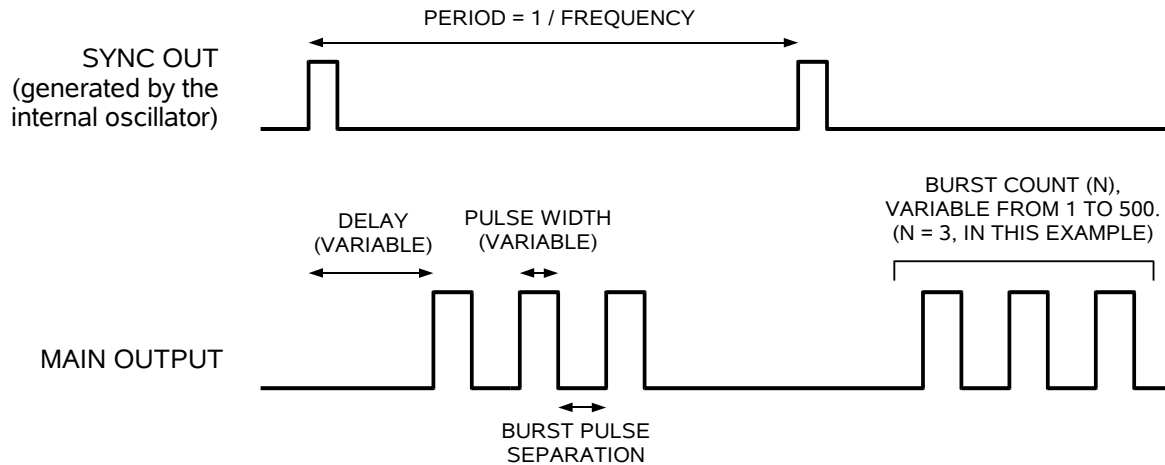 PERIOD = 1 / FREQUENCY
SYNC OUT
(generated by the
internal oscillator)
BURST COUNT (N),
VARIABLE FROM 1 TO 500.
(N = 3, IN THIS EXAMPLE)
DELAY
(VARIABLE)
PULSE WIDTH
(VARIABLE)
MAIN OUTPUT
BURST PULSE
SEPARATION